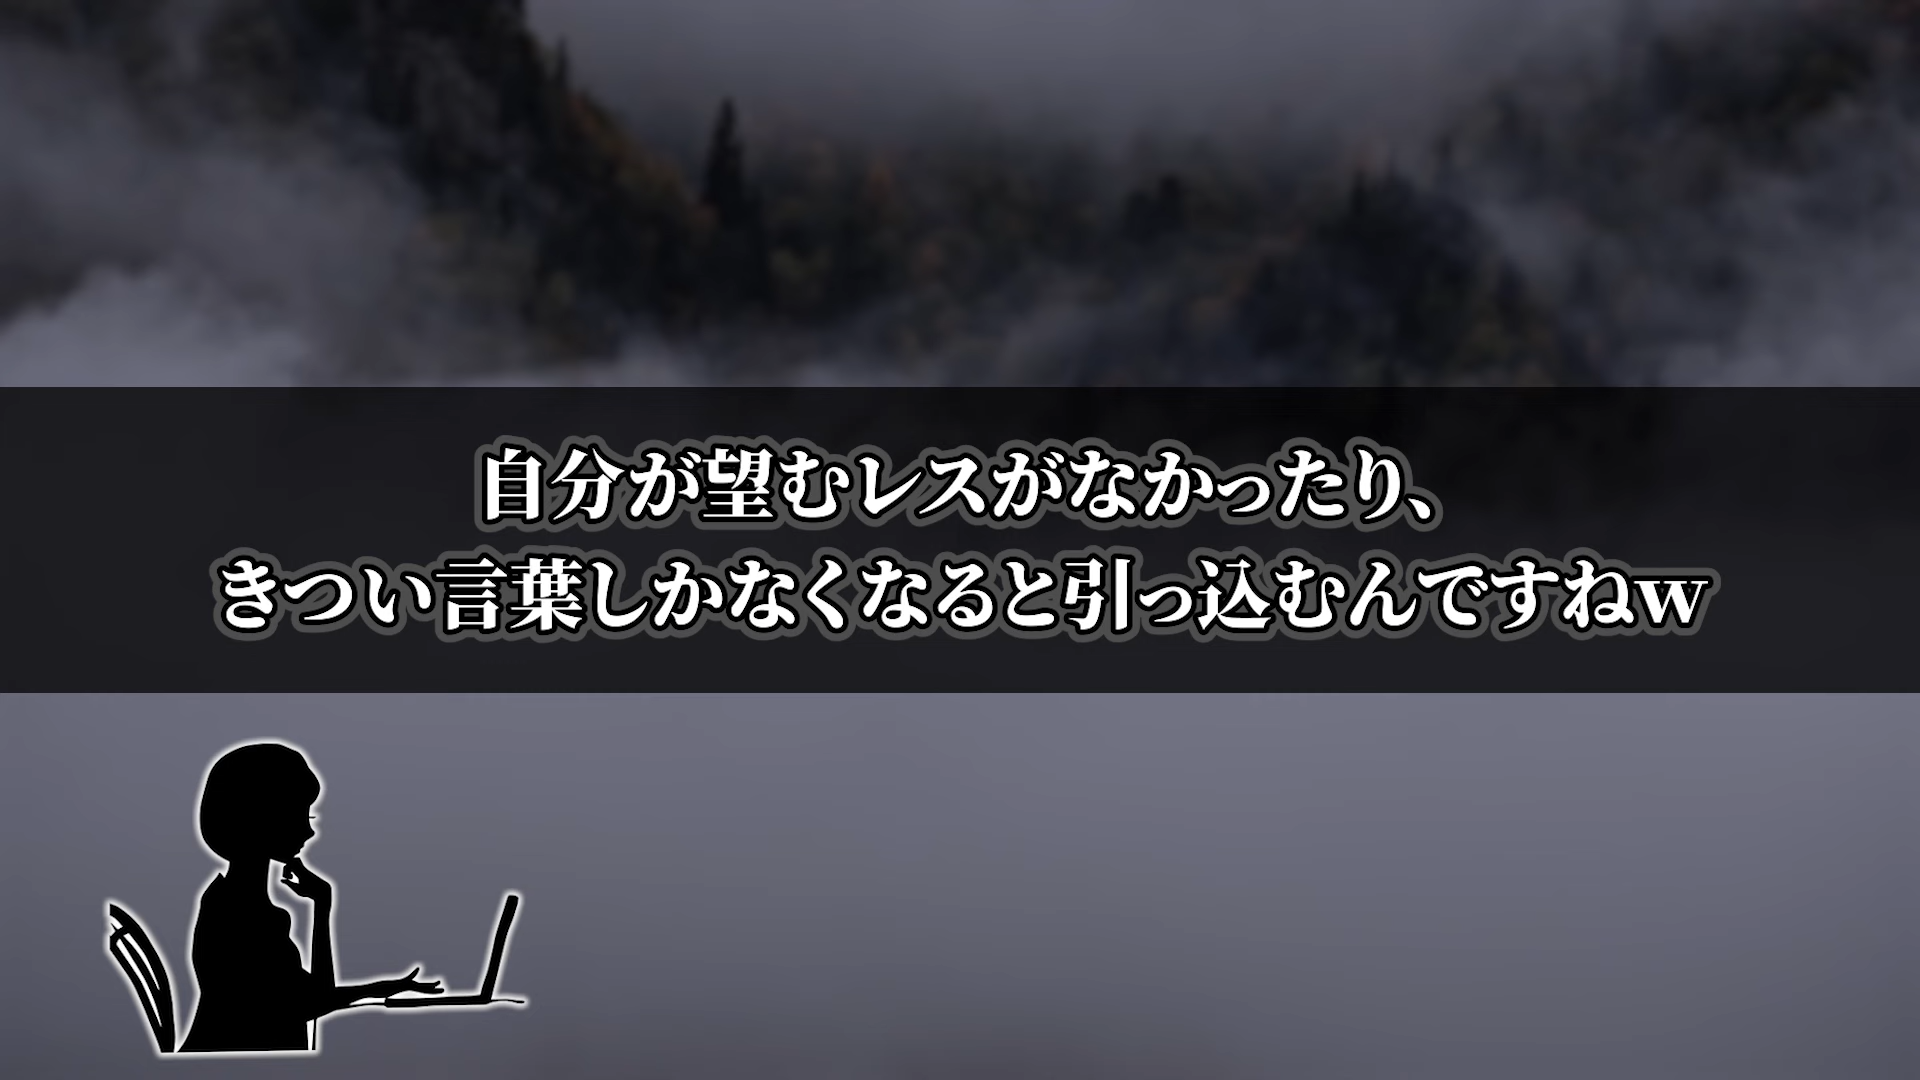 自分が望むレスがなかったり、
きつい言葉しかなくなると引っ込むんですねw